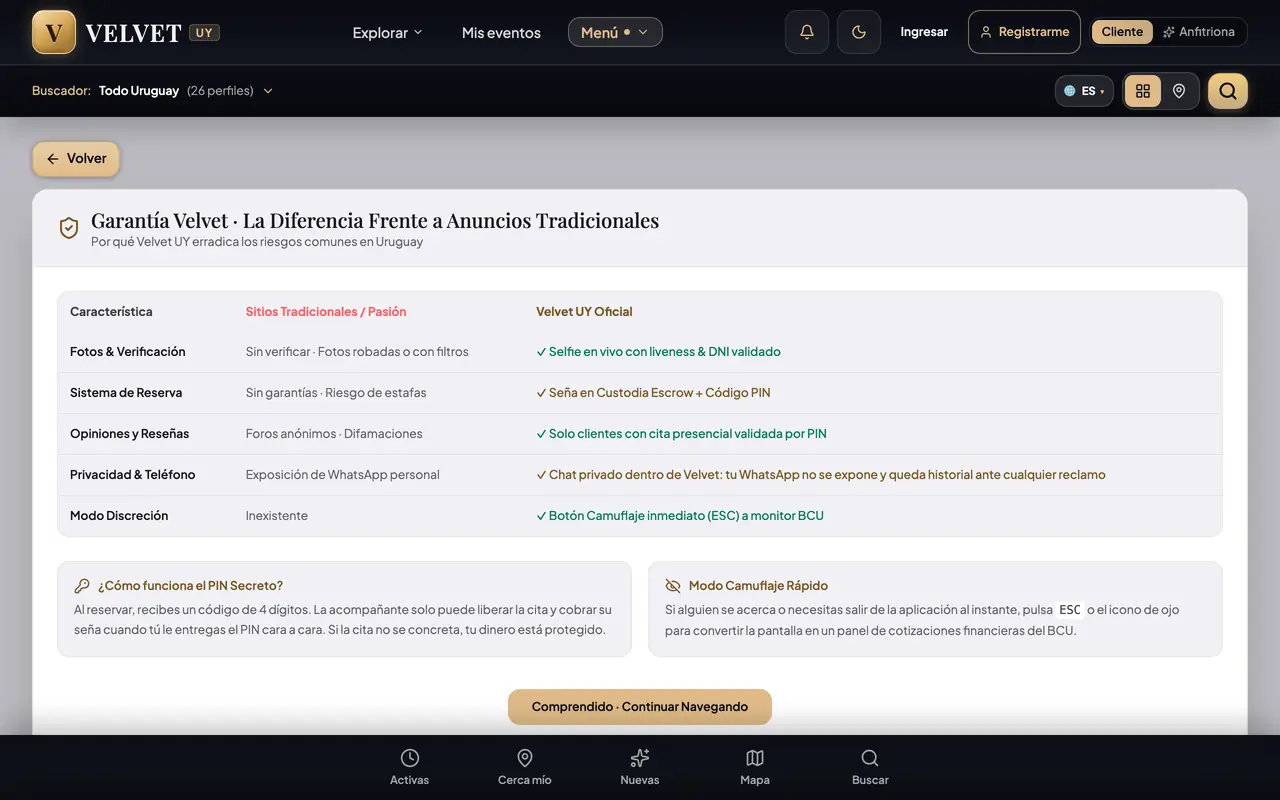 V VELVET UY
Explorar
Mis eventos
Menú
Ingresar
Registrarme
Cliente
Anfitriona
Buscador: Todo Uruguay (26 perfiles)
ES
Volver
Garantía Velvet · La Diferencia Frente a Anuncios Tradicionales
Por qué Velvet UY erradica los riesgos comunes en Uruguay
Característica
Sitios Tradicionales / Pasión
Velvet UY Oficial
Fotos & Verificación
Sin verificar · Fotos robadas o con filtros
✓ Selfie en vivo con liveness & DNI validado
Sistema de Reserva
Sin garantías · Riesgo de estafas
✓ Seña en Custodia Escrow + Código PIN
Opiniones y Reseñas
Foros anónimos · Difamaciones
✓ Solo clientes con cita presencial validada por PIN
Privacidad & Teléfono
Exposición de WhatsApp personal
✓ Chat privado dentro de Velvet: tu WhatsApp no se expone y queda historial ante cualquier reclamo
Modo Discreción
Inexistente
✓ Botón Camuflaje inmediato (ESC) a monitor BCU
¿Cómo funciona el PIN Secreto?
Al reservar, recibes un código de 4 dígitos. La acompañante solo puede liberar la cita y cobrar su
seña cuando tú le entregas el PIN cara a cara. Si la cita no se concreta, tu dinero está protegido.
Modo Camuflaje Rápido
Si alguien se acerca o necesitas salir de la aplicación al instante, pulsa ESC o el icono de ojo
para convertir la pantalla en un panel de cotizaciones financieras del BCU.
Comprendido · Continuar Navegando
Activas
Cerca mío
Nuevas
Mapa
Buscar